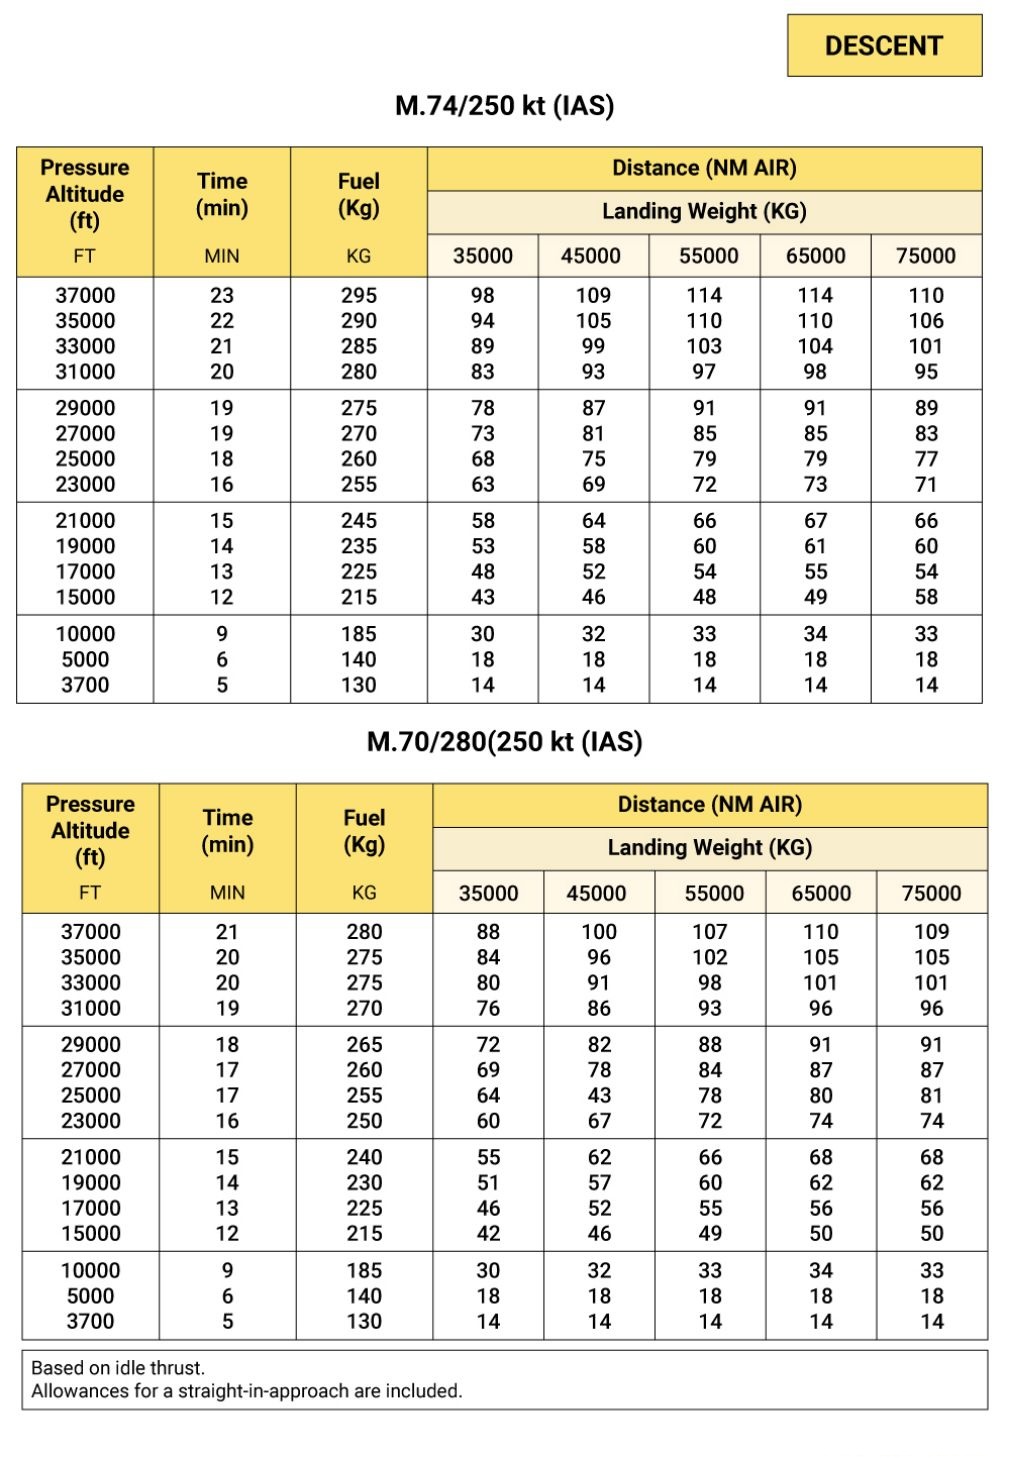 DESCENT
M.74/250 kt (IAS)
Pressure Altitude (ft) Time (min) Fuel (Kg) Distance (NM AIR)
Landing Weight (KG)
FT MIN KG 35000 45000 55000 65000 75000
37000 23 295 98 109 114 114 110
35000 22 290 94 105 110 110 106
33000 21 285 89 99 103 104 101
31000 20 280 83 93 97 98 95
29000 19 275 78 87 91 91 89
27000 19 270 73 81 85 85 83
25000 18 260 68 75 79 79 77
23000 16 255 63 69 72 73 71
21000 15 245 58 64 66 67 66
19000 14 235 53 58 60 61 60
17000 13 225 48 52 54 55 54
15000 12 215 43 46 48 49 58
10000 9 185 30 32 33 34 33
5000 6 140 18 18 18 18 18
3700 5 130 14 14 14 14 14
M.70/280(250 kt (IAS)
Pressure Altitude (ft) Time (min) Fuel (Kg) Distance (NM AIR)
Landing Weight (KG)
FT MIN KG 35000 45000 55000 65000 75000
37000 21 280 88 100 107 110 109
35000 20 275 84 96 102 105 105
33000 20 275 80 91 98 101 101
31000 19 270 76 86 93 96 96
29000 18 265 72 82 88 91 91
27000 17 260 69 78 84 87 87
25000 17 255 64 43 78 80 81
23000 16 250 60 67 72 74 74
21000 15 240 55 62 66 68 68
19000 14 230 51 57 60 62 62
17000 13 225 46 52 55 56 56
15000 12 215 42 46 49 50 50
10000 9 185 30 32 33 34 33
5000 6 140 18 18 18 18 18
3700 5 130 14 14 14 14 14
Based on idle thrust.
Allowances for a straight-in-approach are included.